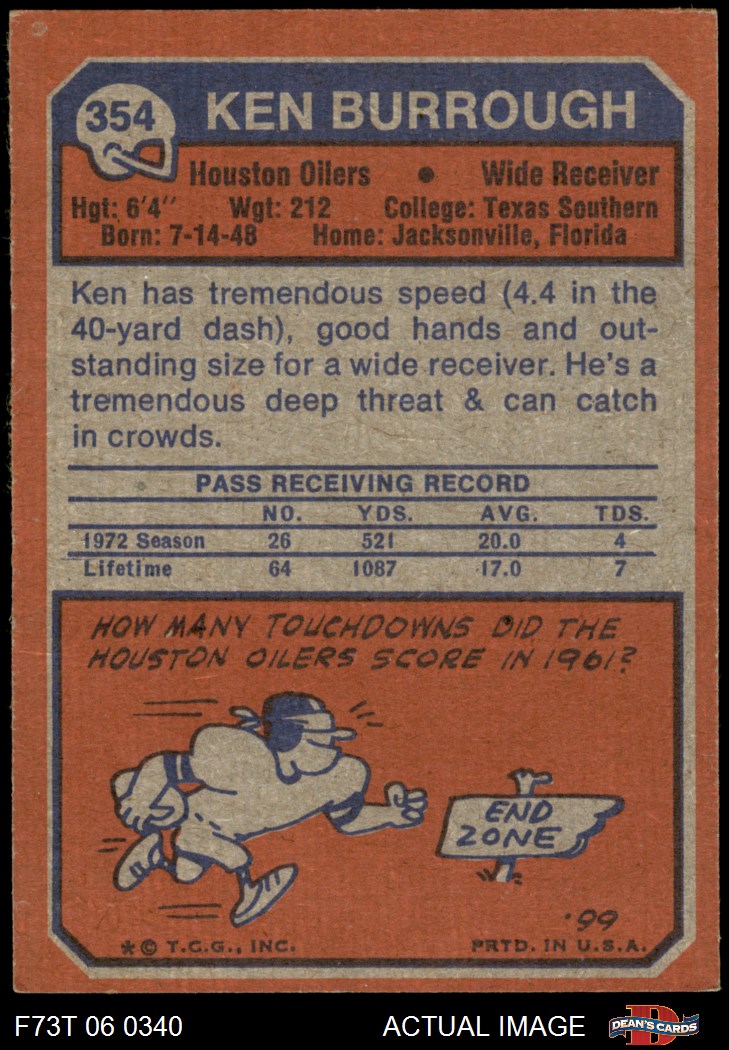 354
KEN BURROUGH
Houston Oilers • Wide Receiver
Hgt: 6'4" Wgt: 212 College: Texas Southern
Born: 7-14-48 Home: Jacksonville, Florida
Ken has tremendous speed (4.4 in the
40-yard dash), good hands and out-
standing size for a wide receiver. He's a
tremendous deep threat & can catch
in crowds.
PASS RECEIVING RECORD
NO. YDS. AVG. TDS.
1972 Season 26 521 20.0 4
Lifetime 64 1087 17.0 7
HOW MANY TOUCHDOWNS DID THE
HOUSTON OILERS SCORE IN 1961?
END
ZONE
'99
* © T.C.G., INC. PRTD. IN U.S.A.
F73T 06 0340 ACTUAL IMAGE
D
DEAN'S CARDS